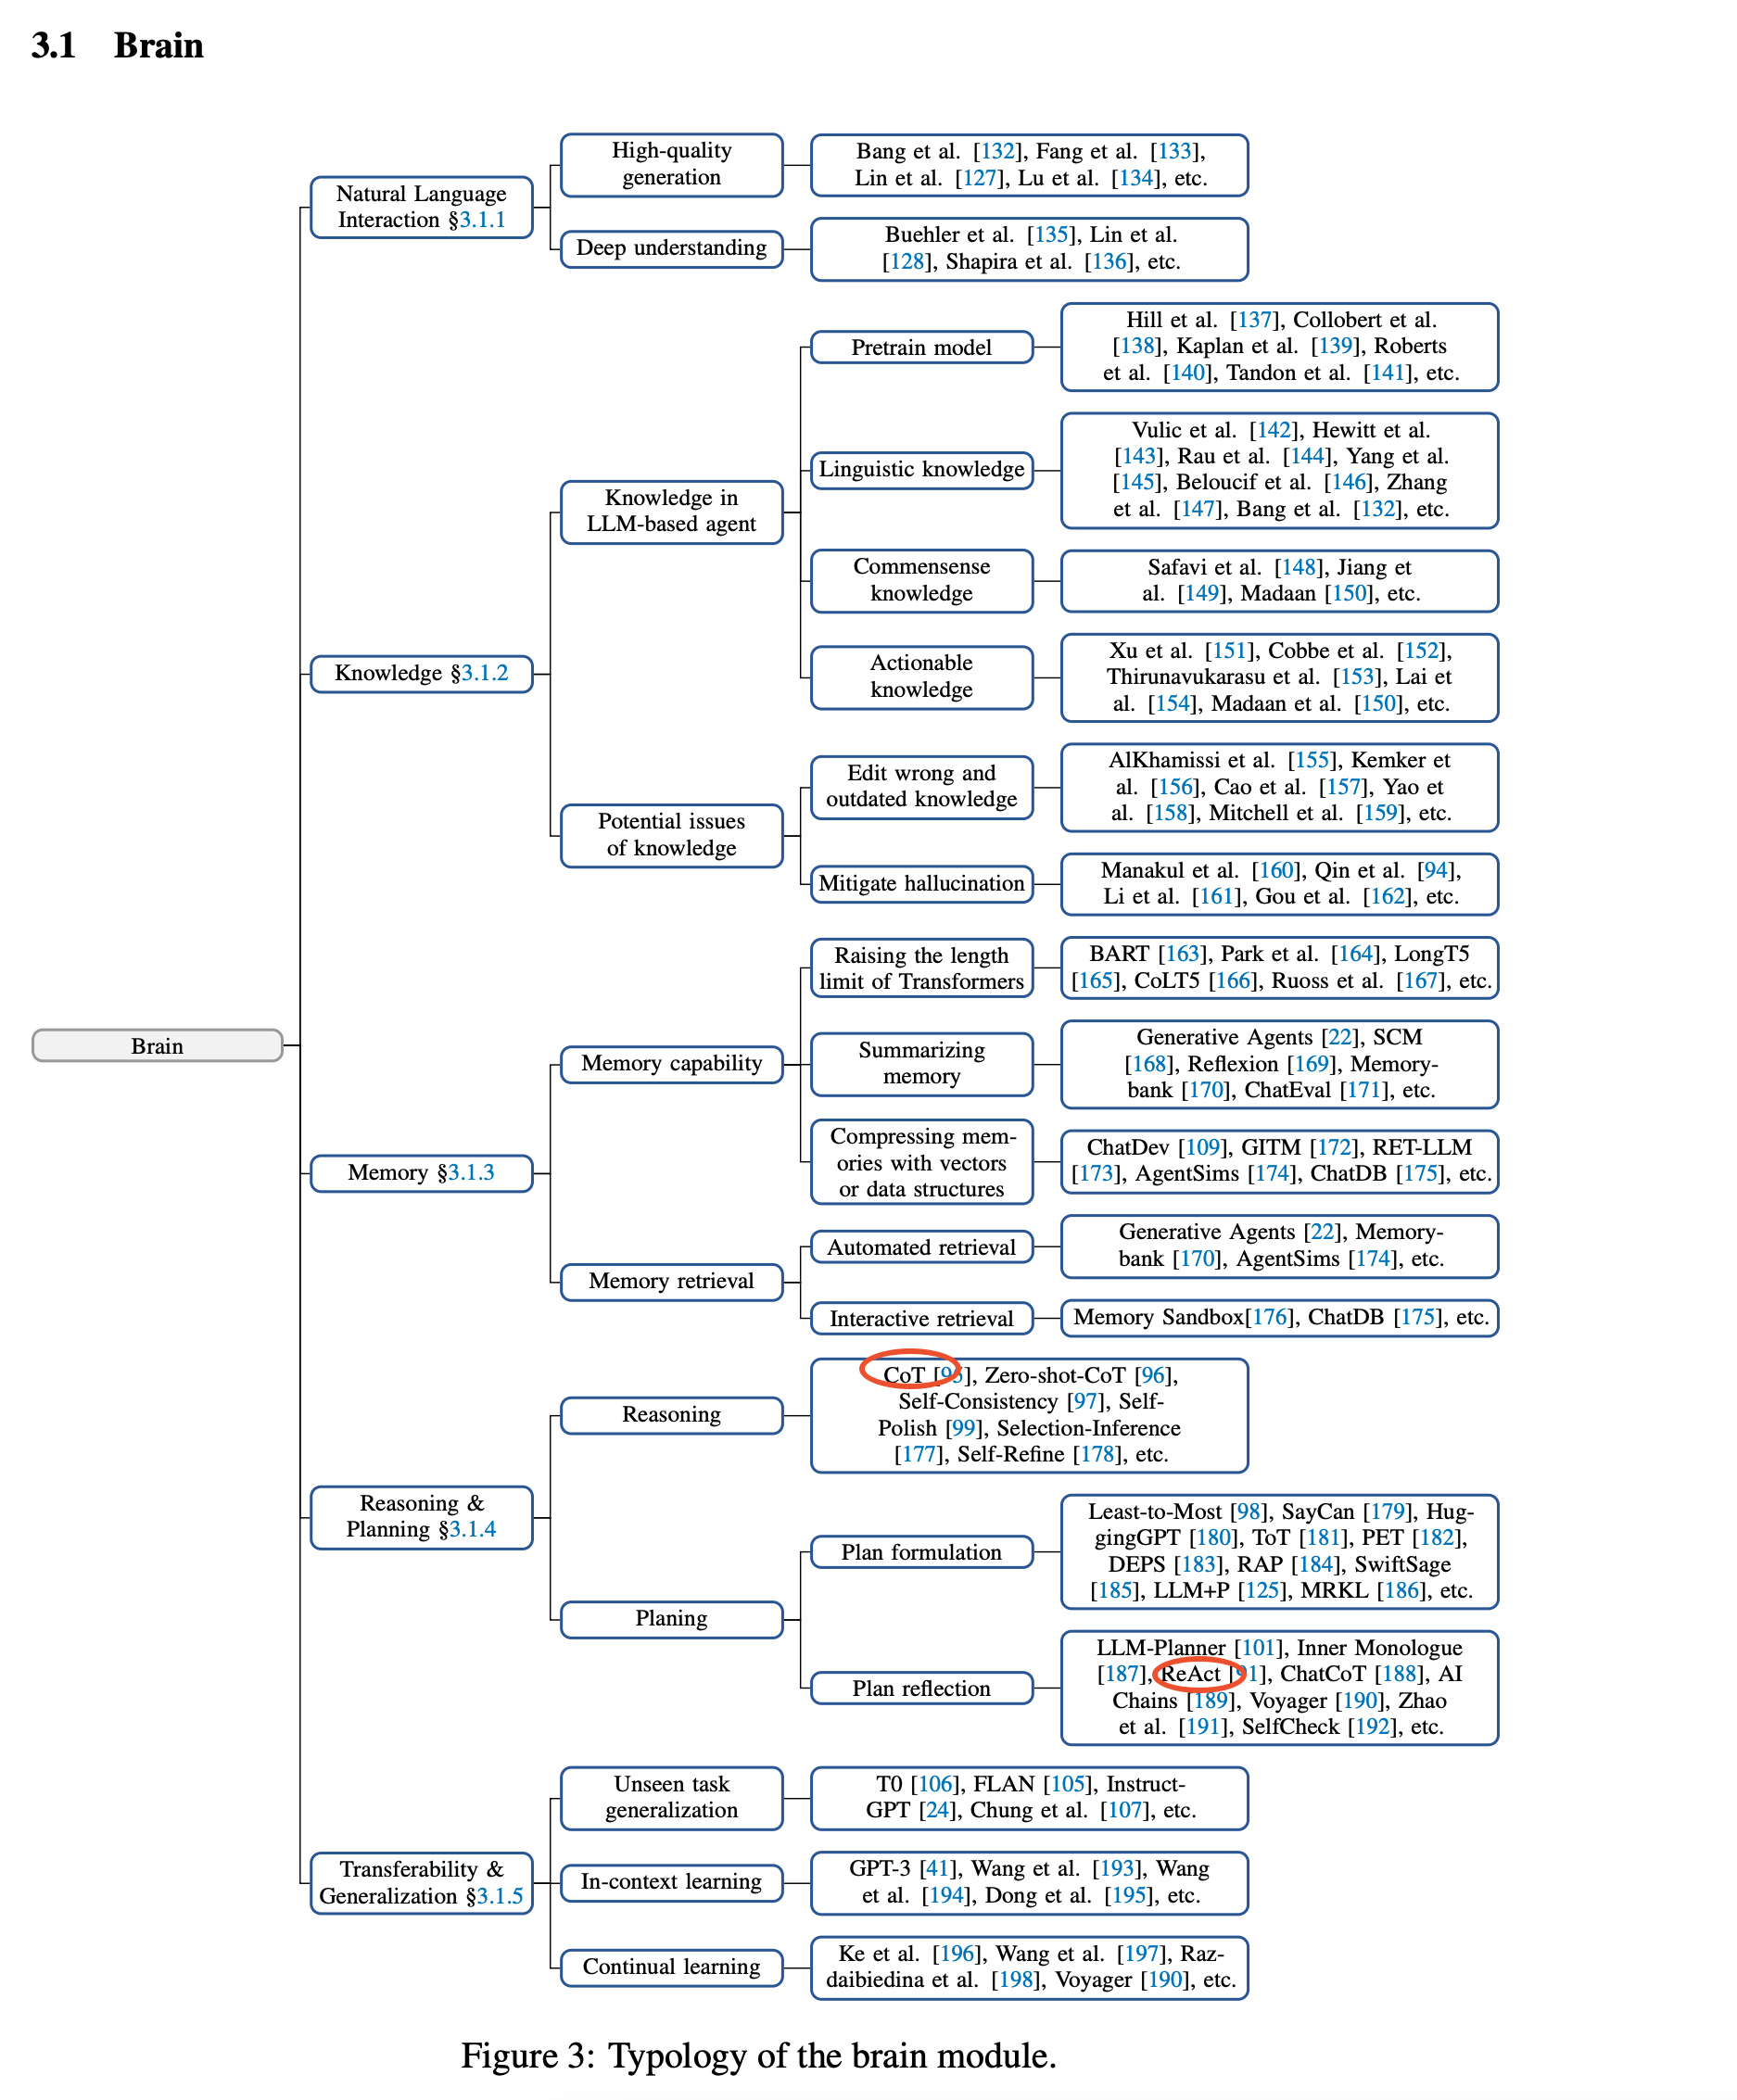 3.1 Brain
High-quality
generation
Bang et al. [132], Fang et al. [133],
Lin et al. [127], Lu et al. [134], etc.
Natural Language
Interaction §3.1.1
Deep understanding
Buehler et al. [135], Lin et al.
[128], Shapira et al. [136], etc.
Pretrain model
Hill et al. [137], Collobert et al.
[138], Kaplan et al. [139], Roberts
et al. [140], Tandon et al. [141], etc.
Linguistic knowledge
Vulic et al. [142], Hewitt et al.
[143], Rau et al. [144], Yang et al.
[145], Beloucif et al. [146], Zhang
et al. [147], Bang et al. [132], etc.
Knowledge in
LLM-based agent
Commensense
knowledge
Safavi et al. [148], Jiang et
al. [149], Madaan [150], etc.
Actionable
knowledge
Xu et al. [151], Cobbe et al. [152],
Thirunavukarasu et al. [153], Lai et
al. [154], Madaan et al. [150], etc.
Knowledge §3.1.2
Edit wrong and
outdated knowledge
AlKhamissi et al. [155], Kemker et
al. [156], Cao et al. [157], Yao et
al. [158], Mitchell et al. [159], etc.
Potential issues
of knowledge
Mitigate hallucination
Manakul et al. [160], Qin et al. [94],
Li et al. [161], Gou et al. [162], etc.
Raising the length
limit of Transformers
BART [163], Park et al. [164], LongT5
[165], CoLT5 [166], Ruoss et al. [167], etc.
Brain
Memory capability
Summarizing
memory
Generative Agents [22], SCM
[168], Reflexion [169], Memory-
bank [170], ChatEval [171], etc.
Compressing mem-
ories with vectors
or data structures
ChatDev [109], GITM [172], RET-LLM
[173], AgentSims [174], ChatDB [175], etc.
Memory §3.1.3
Automated retrieval
Generative Agents [22], Memory-
bank [170], AgentSims [174], etc.
Memory retrieval
Interactive retrieval
Memory Sandbox[176], ChatDB [175], etc.
Reasoning
CoT [95], Zero-shot-CoT [96],
Self-Consistency [97], Self-
Polish [99], Selection-Inference
[177], Self-Refine [178], etc.
Reasoning &
Planning §3.1.4
Plan formulation
Least-to-Most [98], SayCan [179], Hug-
gingGPT [180], ToT [181], PET [182],
DEPS [183], RAP [184], SwiftSage
[185], LLM+P [125], MRKL [186], etc.
Planing
Plan reflection
LLM-Planner [101], Inner Monologue
[187], ReAct [91], ChatCoT [188], AI
Chains [189], Voyager [190], Zhao
et al. [191], SelfCheck [192], etc.
Unseen task
generalization
T0 [106], FLAN [105], Instruct-
GPT [24], Chung et al. [107], etc.
Transferability &
Generalization §3.1.5
In-context learning
GPT-3 [41], Wang et al. [193], Wang
et al. [194], Dong et al. [195], etc.
Continual learning
Ke et al. [196], Wang et al. [197], Raz-
daibiedina et al. [198], Voyager [190], etc.
Figure 3: Typology of the brain module.